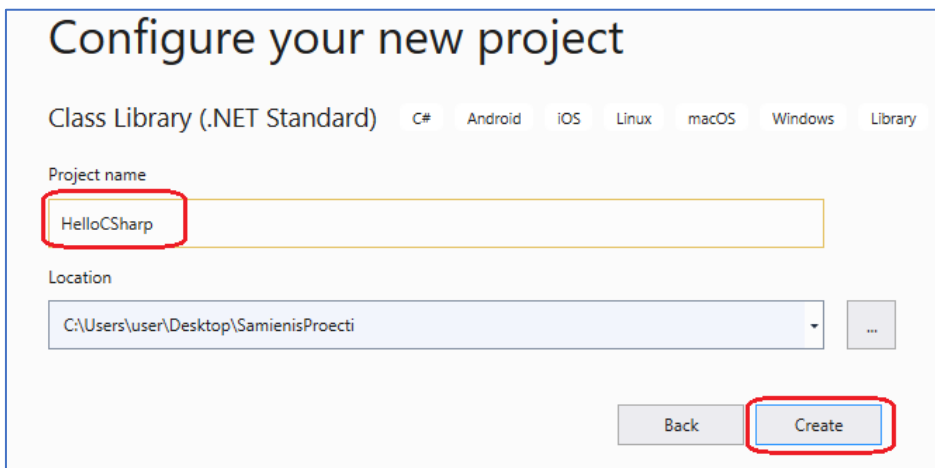 Configure your new project
Class Library (.NET Standard) C# Android iOS Linux macOS Windows Library
Project name
HelloCSharp
Location
C:\Users\user\Desktop\SamienisProecti
...
Back Create